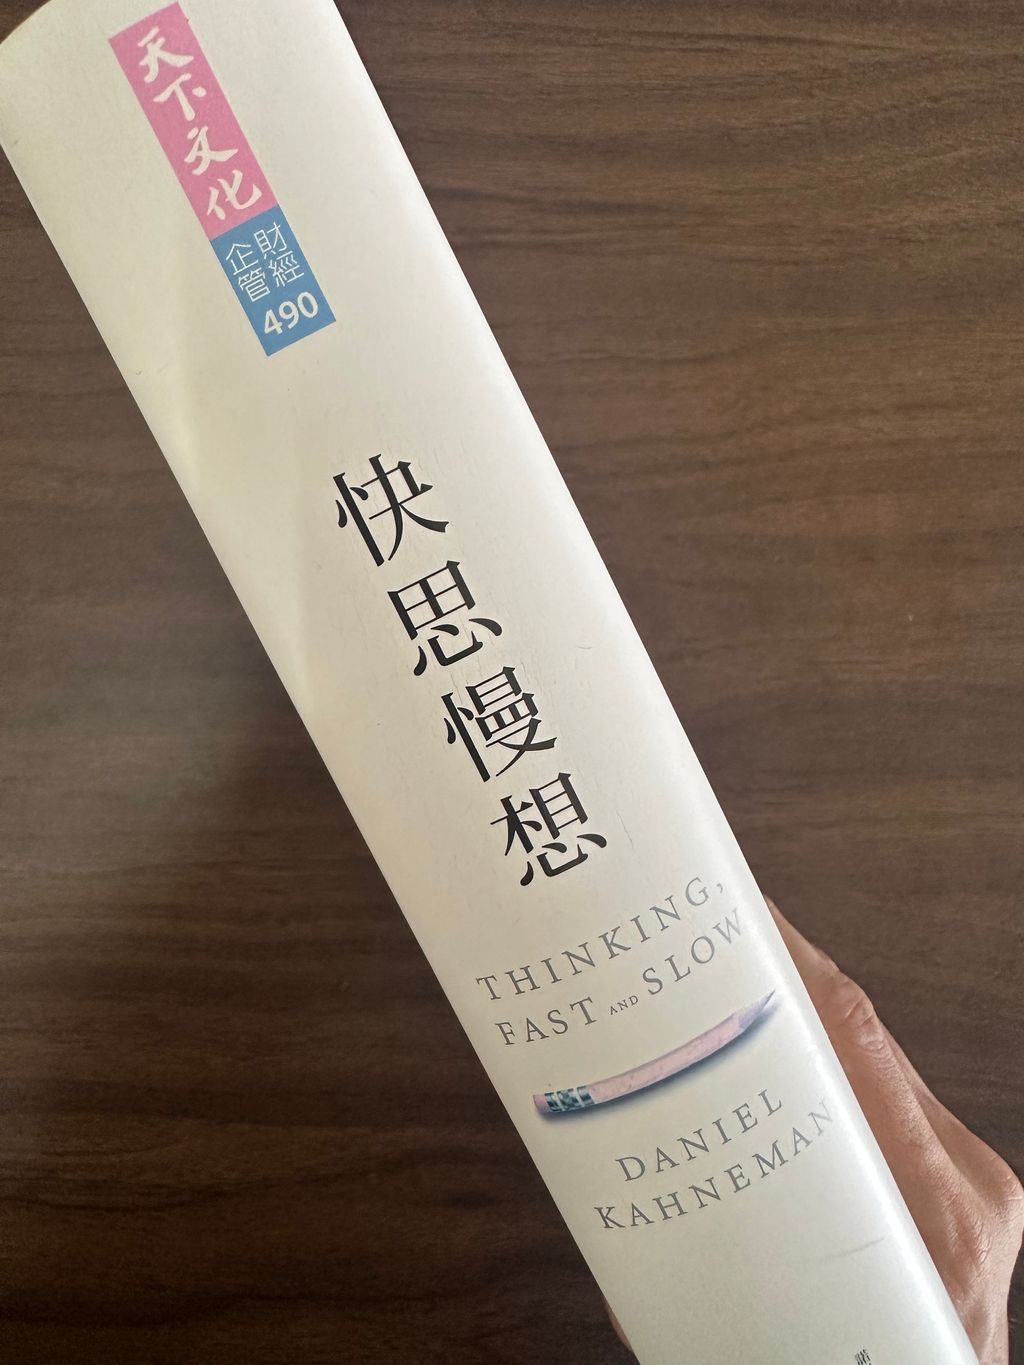 天下文化
財經
企管
490
快思慢想
THINKING,
FAST AND SLOW
DANIEL
KAHNEMAN
諾